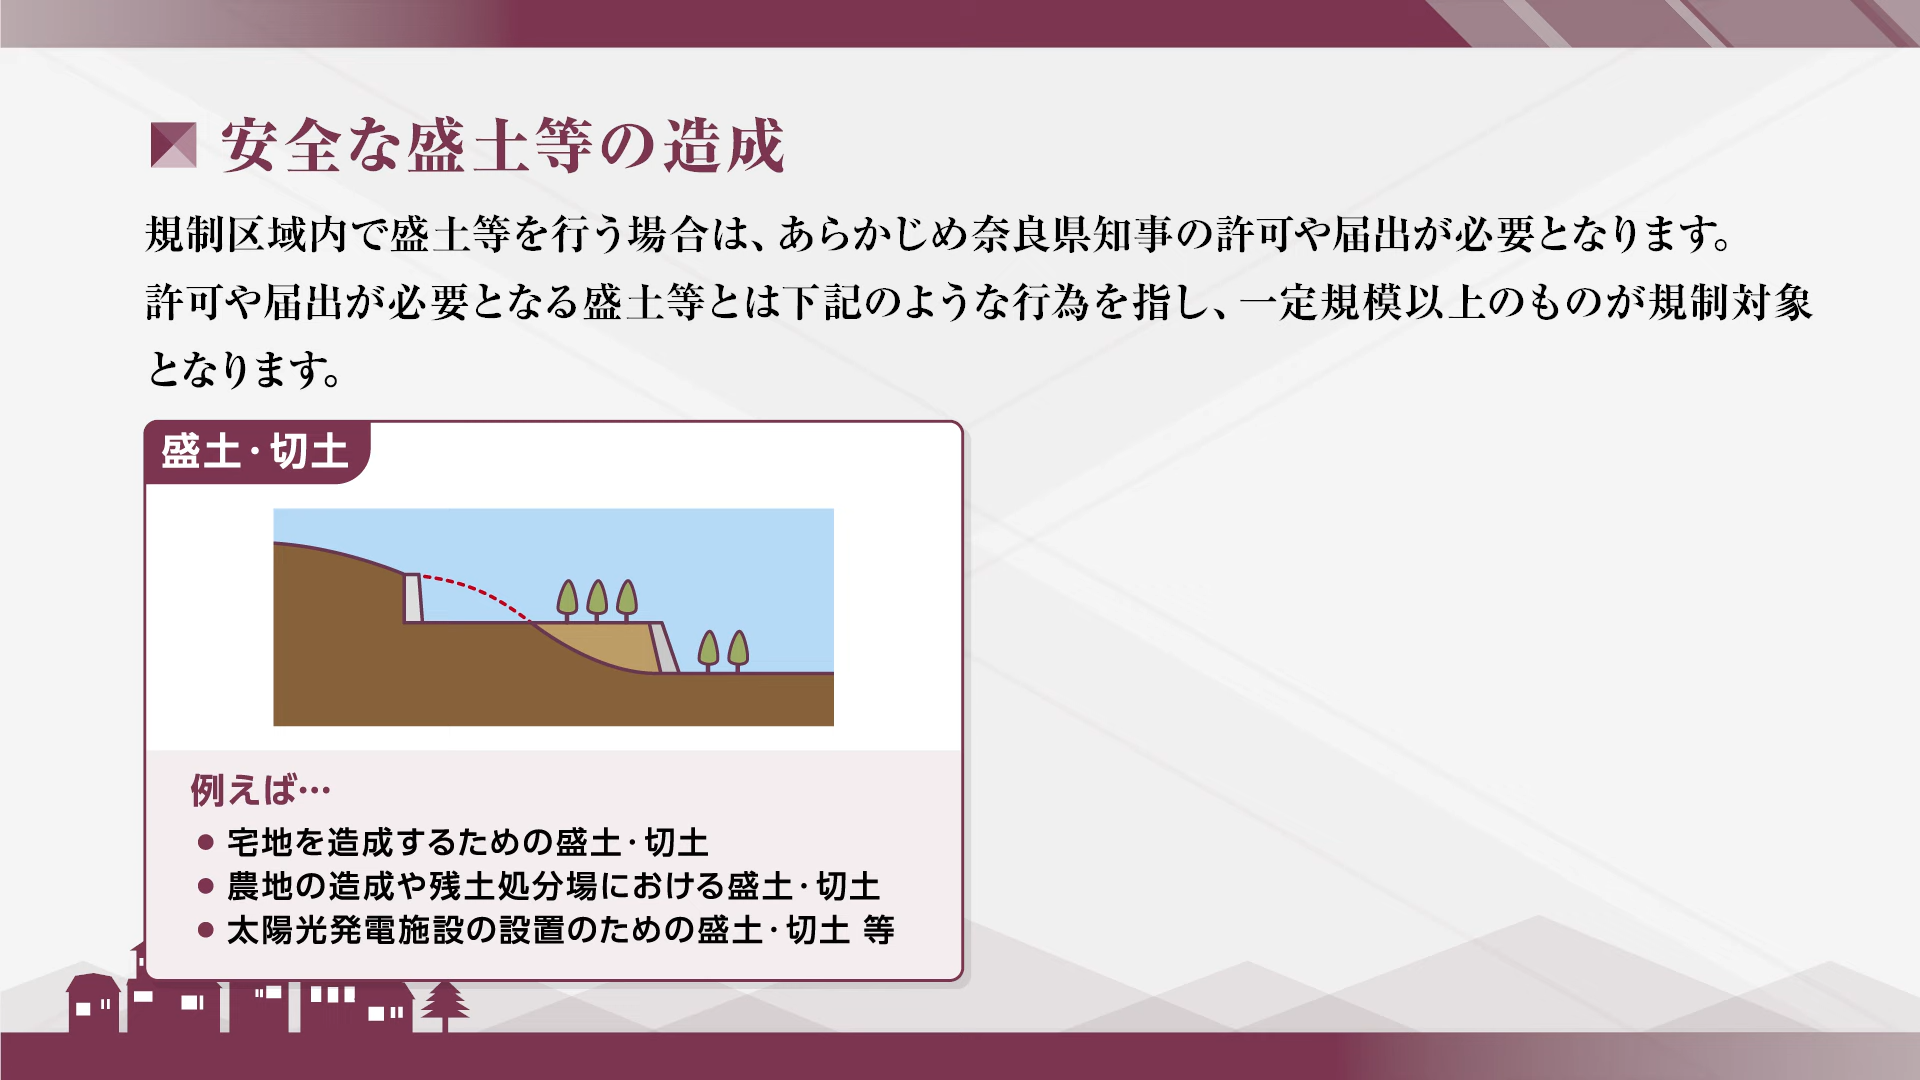 安全な盛土等の造成
規制区域内で盛土等を行う場合は、あらかじめ奈良県知事の許可や届出が必要となります。
許可や届出が必要となる盛土等とは下記のような行為を指し、一定規模以上のものが規制対象
となります。
盛土･切土
例えば…
● 宅地を造成するための盛土･切土
● 農地の造成や残土処分場における盛土･切土
● 太陽光発電施設の設置のための盛土･切土 等